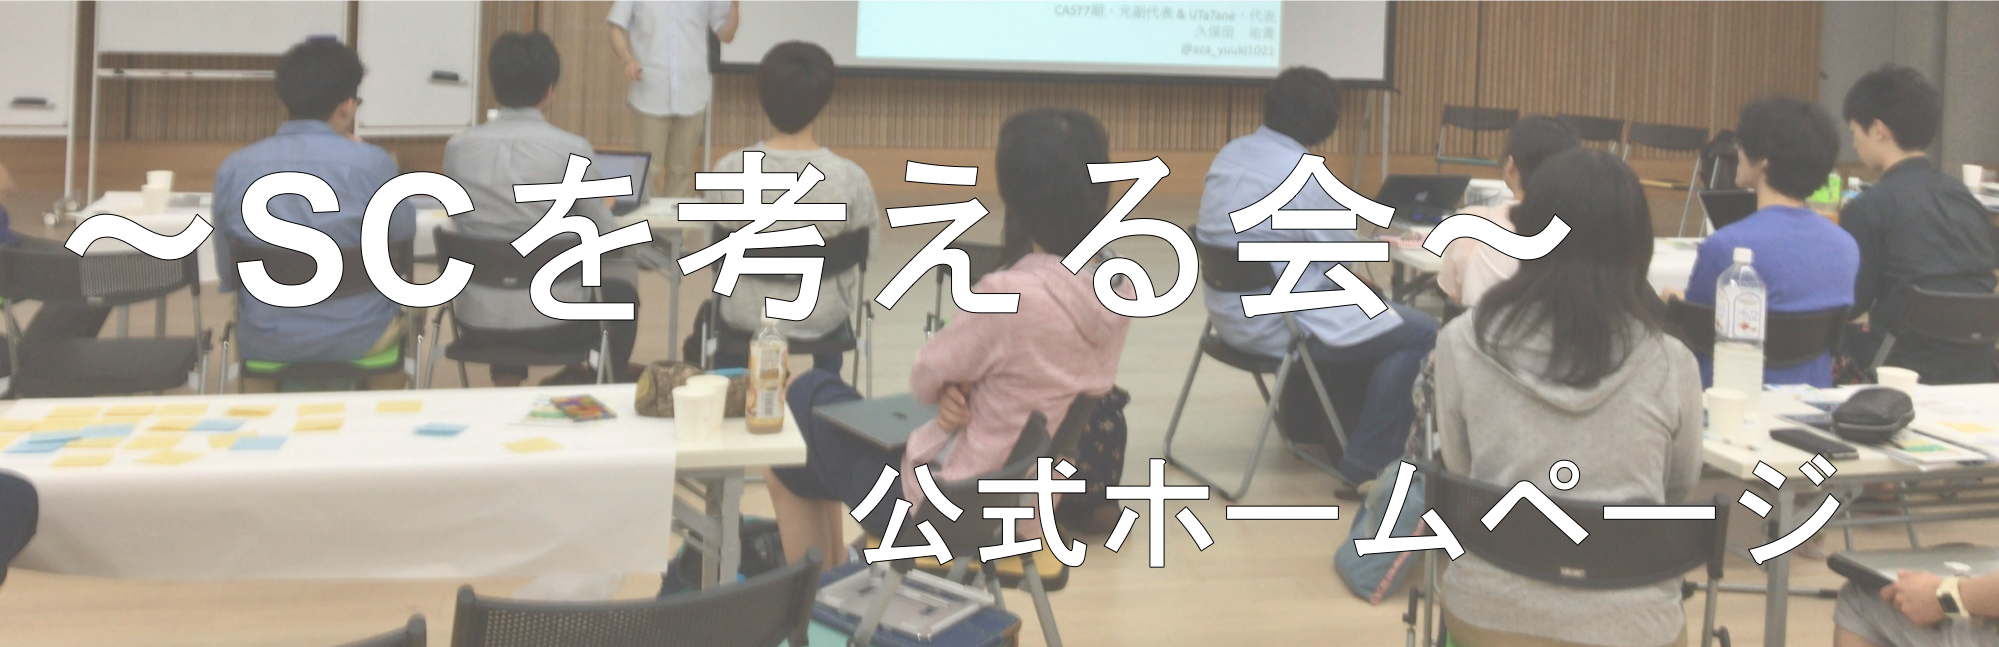 CAST7期・元副代表 & UTaTané・代表
久保田 祐貴
@asa_yuuki1021
～SCを考える会～
公式ホームページ